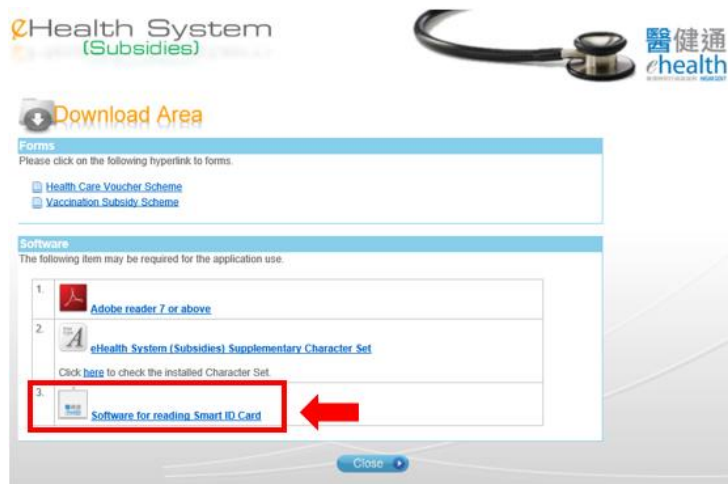 eHealth System
(Subsidies)
醫健通
ehealth
Download Area
Forms
Please click on the following hyperlink to forms.
Health Care Voucher Scheme
Vaccination Subsidy Scheme
Software
The following item may be required for the application use.
1.
Adobe reader 7 or above
2.
eHealth System (Subsidies) Supplementary Character Set
Click here to check the installed Character Set.
3.
Software for reading Smart ID Card
Close